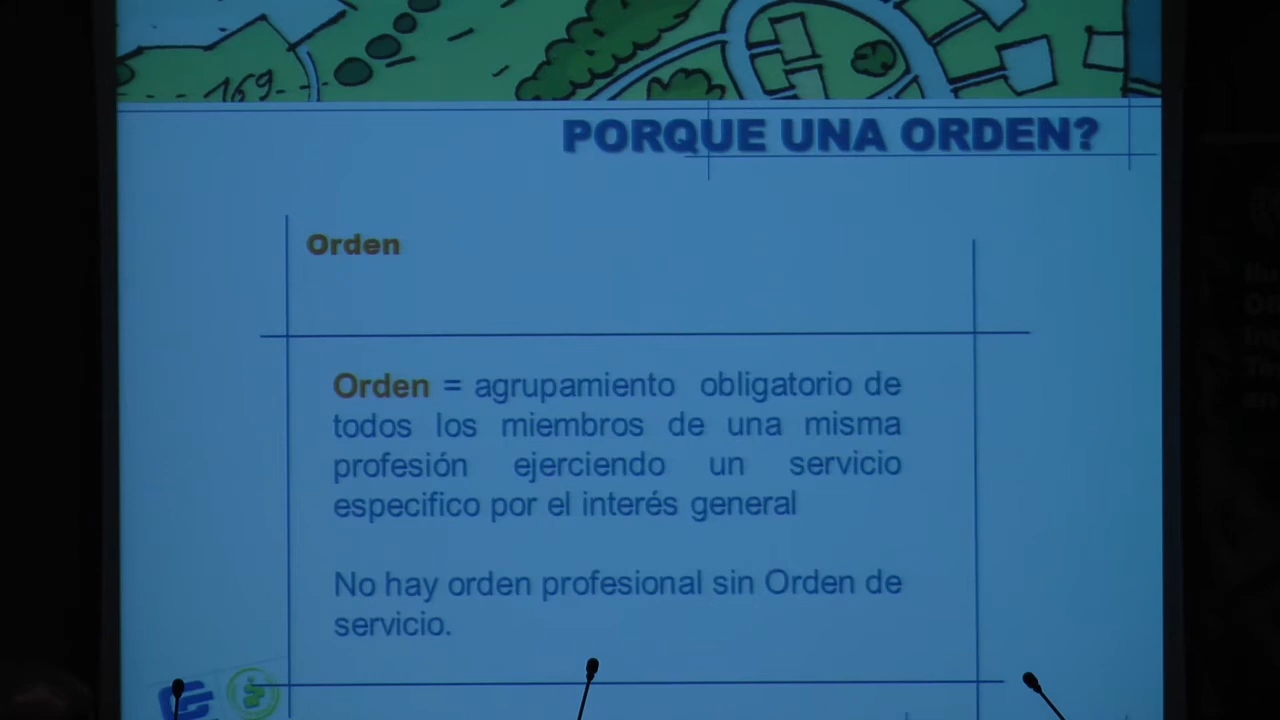 169
PORQUE UNA ORDEN?
Orden
Orden = agrupamiento obligatorio de
todos los miembros de una misma
profesión ejerciendo un servicio
especifico por el interés general
No hay orden profesional sin Orden de
servicio.